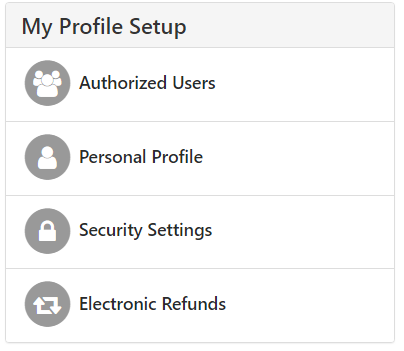 My Profile Setup
Authorized Users
Personal Profile
Security Settings
Electronic Refunds